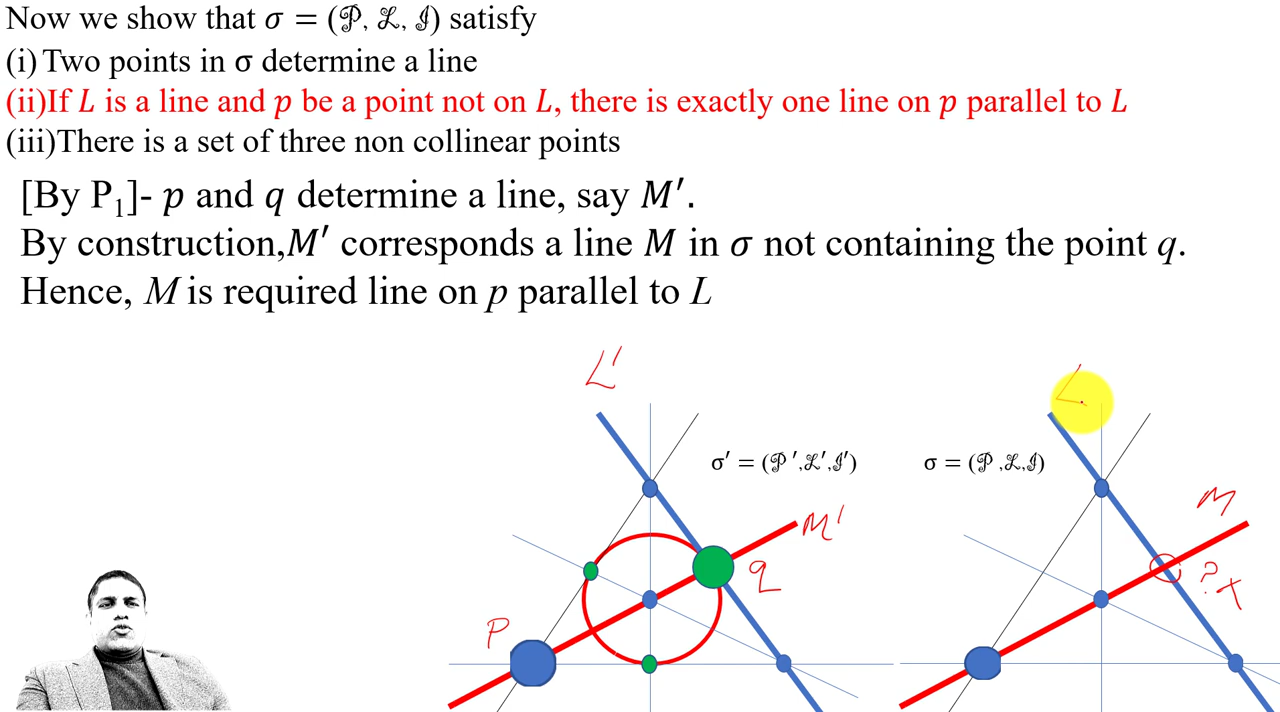 Now we show that σ = (𝒫, ℒ, ℐ) satisfy
(i) Two points in σ determine a line
(ii)If L is a line and p be a point not on L, there is exactly one line on p parallel to L
(iii)There is a set of three non collinear points
[By P₁]- p and q determine a line, say M′.
By construction,M′ corresponds a line M in σ not containing the point q.
Hence, M is required line on p parallel to L
L'
L
σ′ = (𝒫 ′,ℒ′,ℐ′)
σ = (𝒫 ,ℒ,ℐ)
M'
M
q
?
P